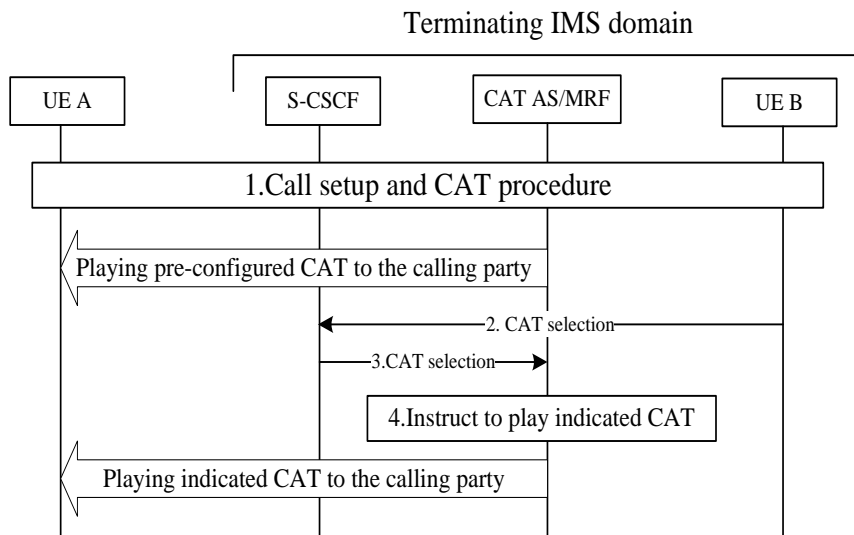 Terminating IMS domain
UE A
S-CSCF
CAT AS/MRF
UE B
1.Call setup and CAT procedure
Playing pre-configured CAT to the calling party
2. CAT selection
3.CAT selection
4.Instruct to play indicated CAT
Playing indicated CAT to the calling party